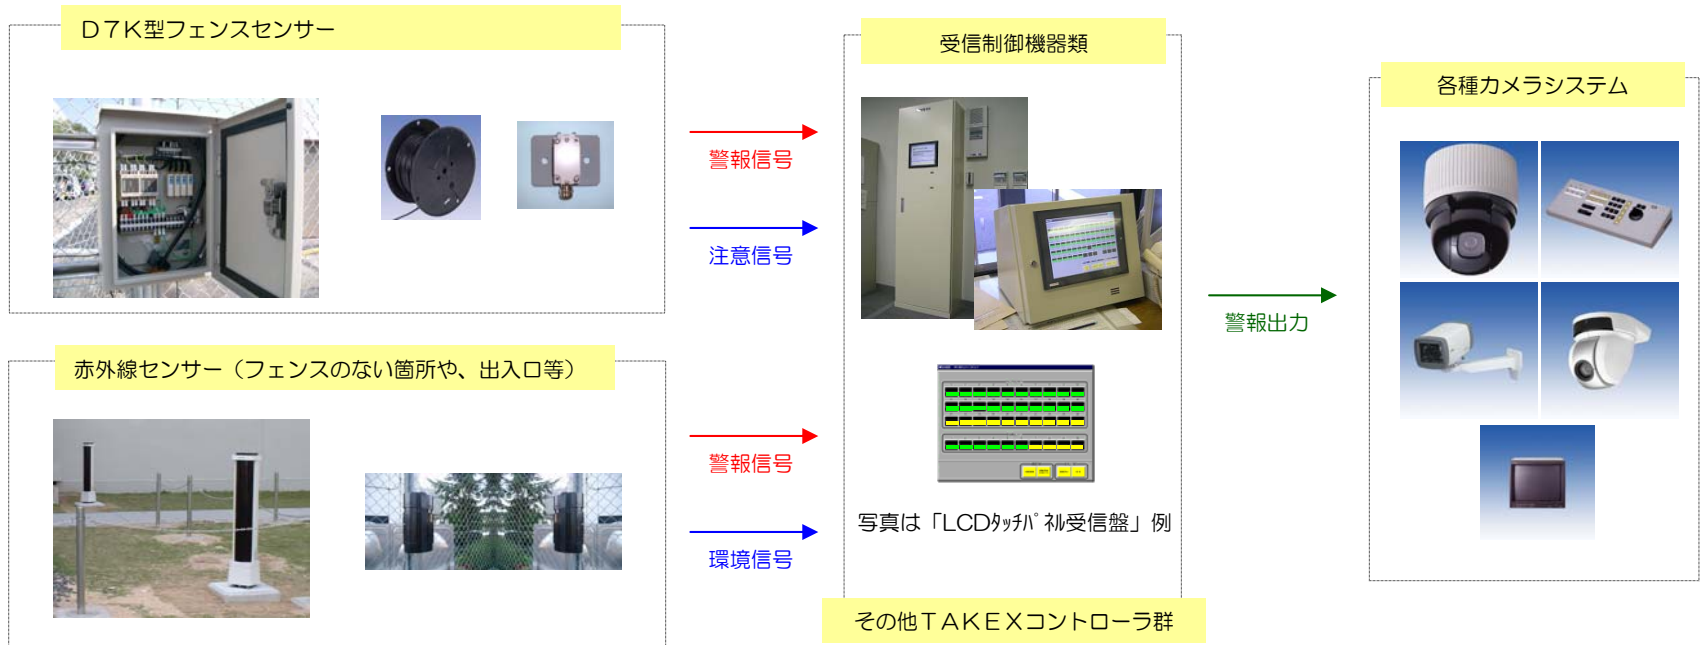 D7K型フェンスセンサー
受信制御機器類
各種カメラシステム
警報信号
注意信号
警報出力
赤外線センサー（フェンスのない箇所や、出入口等）
警報信号
環境信号
写真は「LCDﾀｯﾁﾊﾟﾈﾙ受信盤」例
その他TAKEXコントローラ群